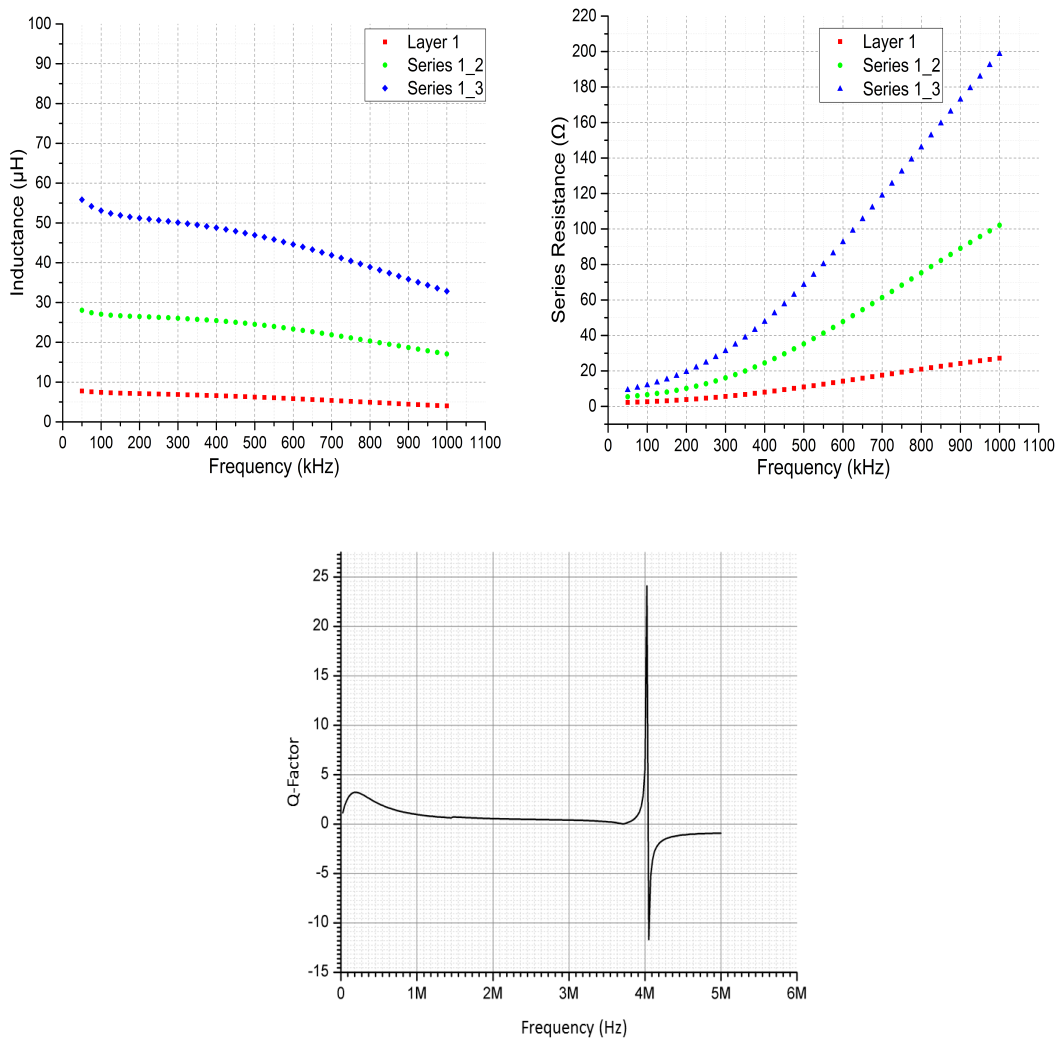 100
90
80
70
60
50
40
30
20
10
0
Inductance (µH)
Layer 1
Series 1_2
Series 1_3
0 100 200 300 400 500 600 700 800 900 1000 1100
Frequency (kHz)
220
200
180
160
140
120
100
80
60
40
20
0
Series Resistance (Ω)
Layer 1
Series 1_2
Series 1_3
0 100 200 300 400 500 600 700 800 900 1000 1100
Frequency (kHz)
25
20
15
10
5
0
-5
-10
-15
Q-Factor
0 1M 2M 3M 4M 5M 6M
Frequency (Hz)